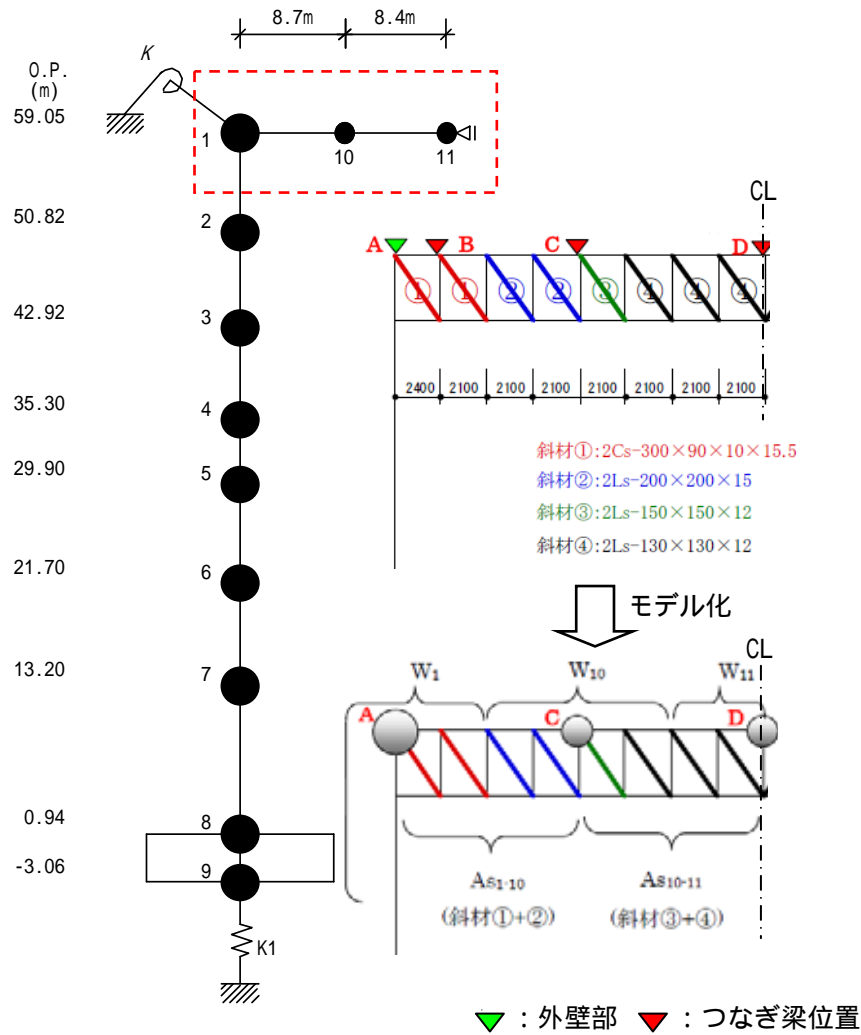 8.7m 8.4m
K
O.P.
(m)
59.05
1 10 11
50.82
2
42.92
3
35.30
4
29.90
5
21.70
6
13.20
7
0.94
8
-3.06
9
K1
CL
A B C D
① ① ② ② ③ ④ ④ ④
2400 2100 2100 2100 2100 2100 2100 2100
斜材①:2Cs-300×90×10×15.5
斜材②:2Ls-200×200×15
斜材③:2Ls-150×150×12
斜材④:2Ls-130×130×12
モデル化
CL
W1 W10 W11
A C D
As1-10 As10-11
(斜材①+②) (斜材③+④)
▼ : 外壁部 ▼ : つなぎ梁位置